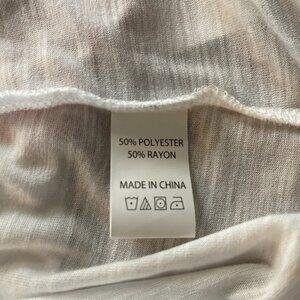 50% POLYESTER
50% RAYON
MADE IN CHINA